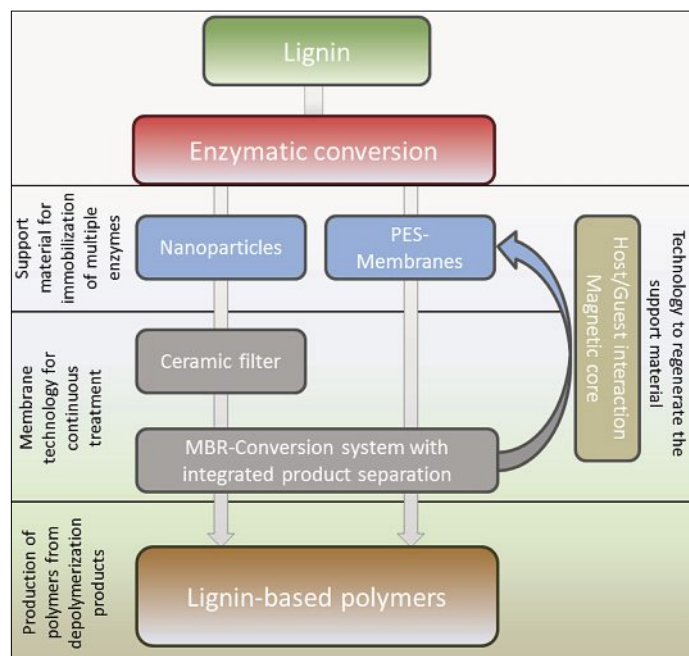 Lignin
Enzymatic conversion
Support
material for
immobilization
of multiple
enzymes
Nanoparticles
PES-
Membranes
Host/Guest interaction
Magnetic core
Technology to regenerate the
support material
Membrane
technology for
continuous
treatment
Ceramic filter
MBR-Conversion system with
integrated product separation
Production of
polymers from
depolymerization
products
Lignin-based polymers